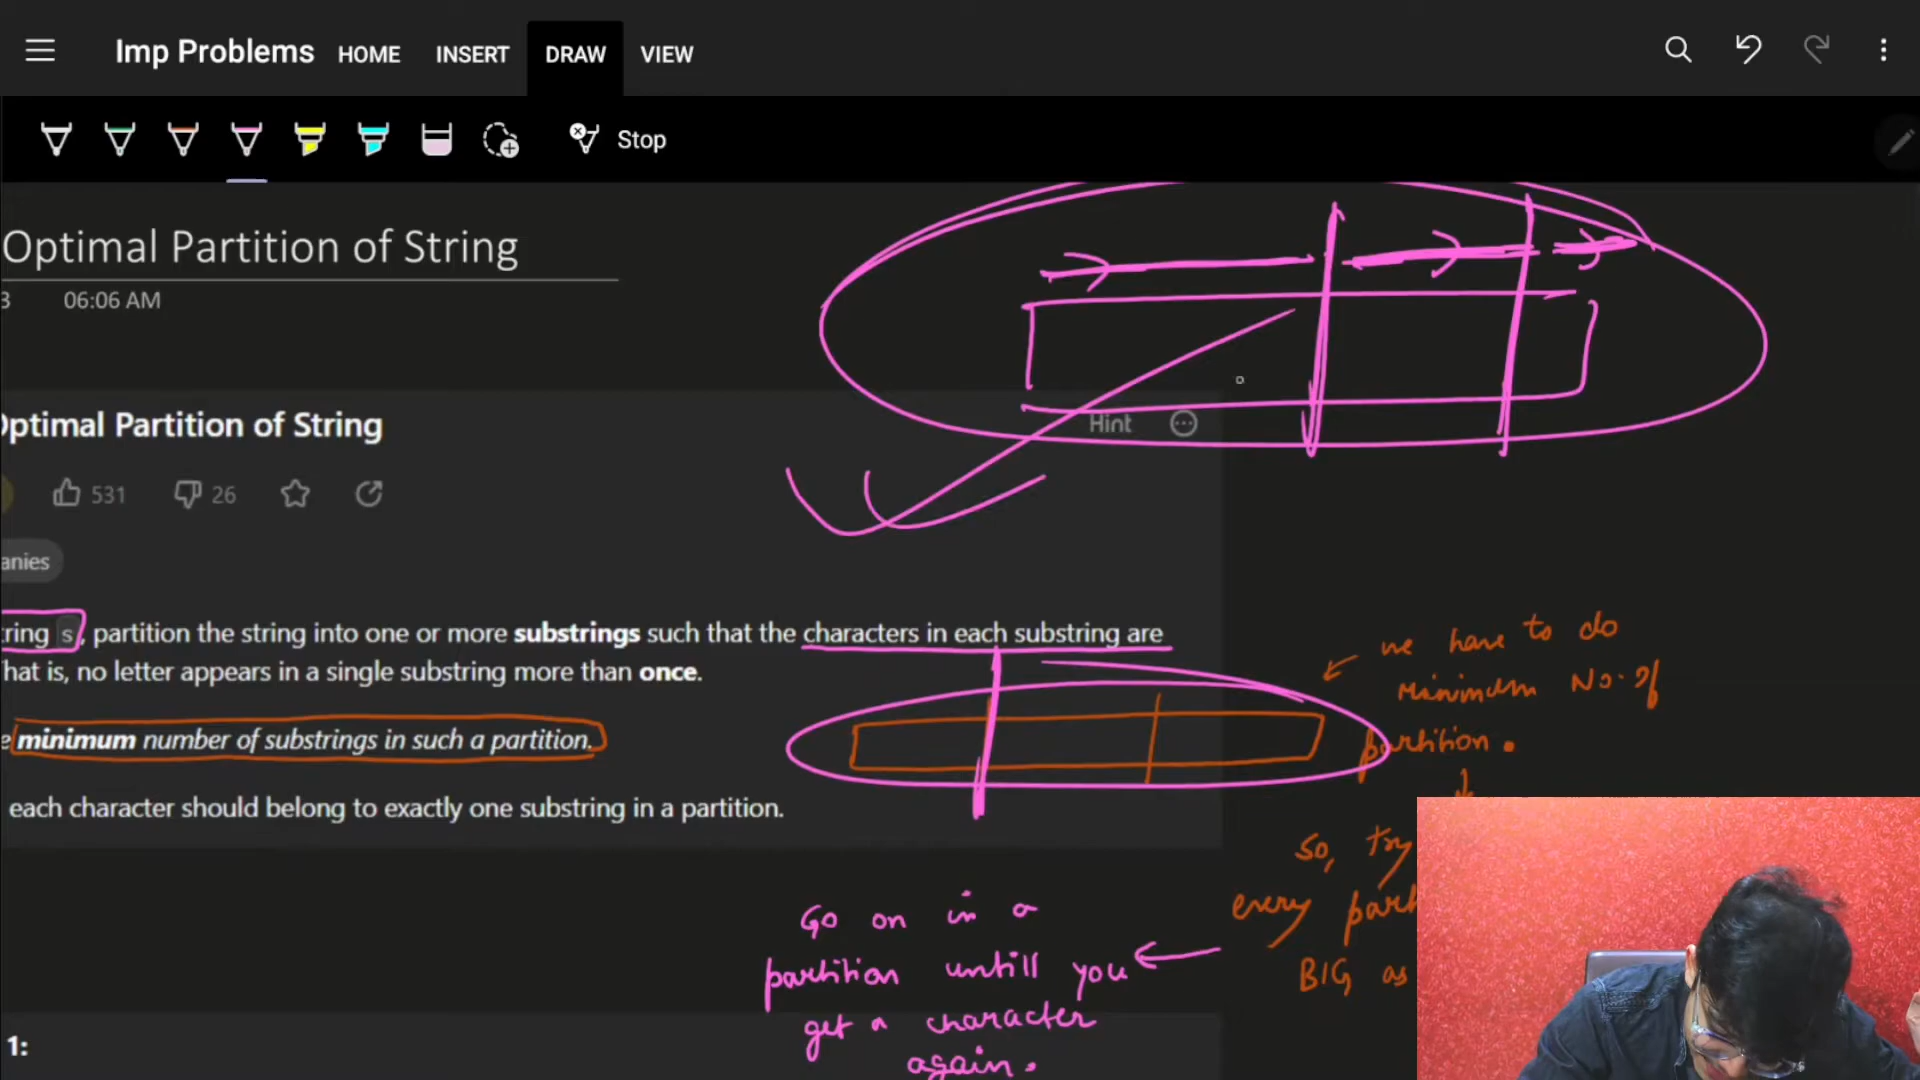 Imp Problems HOME INSERT DRAW VIEW
Stop
Optimal Partition of String
3 06:06 AM
Optimal Partition of String
Hint
531 26
anies
tring s, partition the string into one or more substrings such that the characters in each substring are
hat is, no letter appears in a single substring more than once.
e minimum number of substrings in such a partition.
each character should belong to exactly one substring in a partition.
we have to do
minimum No. of
partition.
So, try
every part
BIG as
Go on in a
partition untill you
get a character
again.
1: